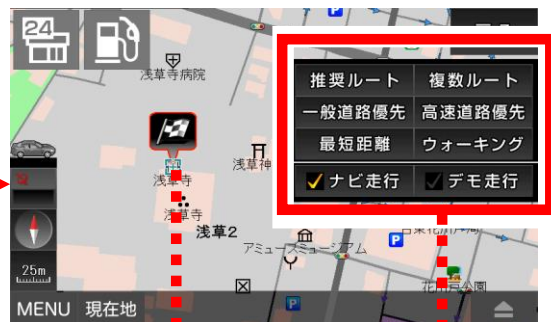 24
浅草寺病院
推奨ルート 複数ルート
一般道路優先 高速道路優先
最短距離 ウォーキング
ナビ走行 デモ走行
浅草神
浅草寺
浅草寺
浅草2
アミューズミュージアム
P
P
P
25m
MENU 現在地